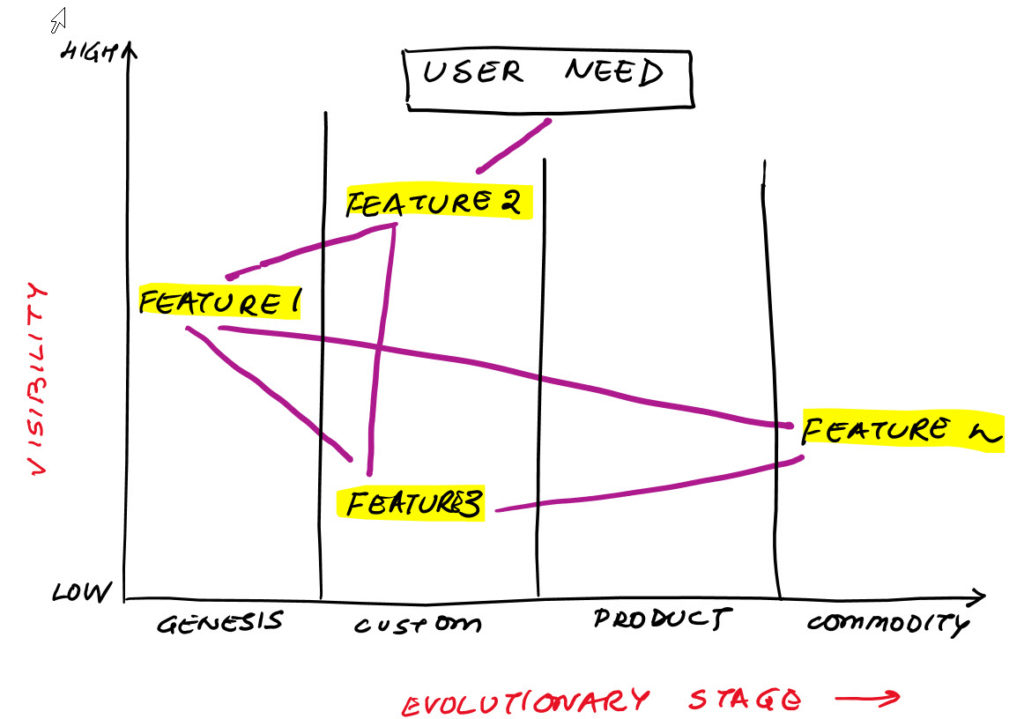 HIGH
USER NEED
FEATURE 2
FEATURE 1
VISIBILITY
FEATURE n
FEATURE3
LOW
GENESIS
CUSTOM
PRODUCT
COMMODITY
EVOLUTIONARY STAGE →